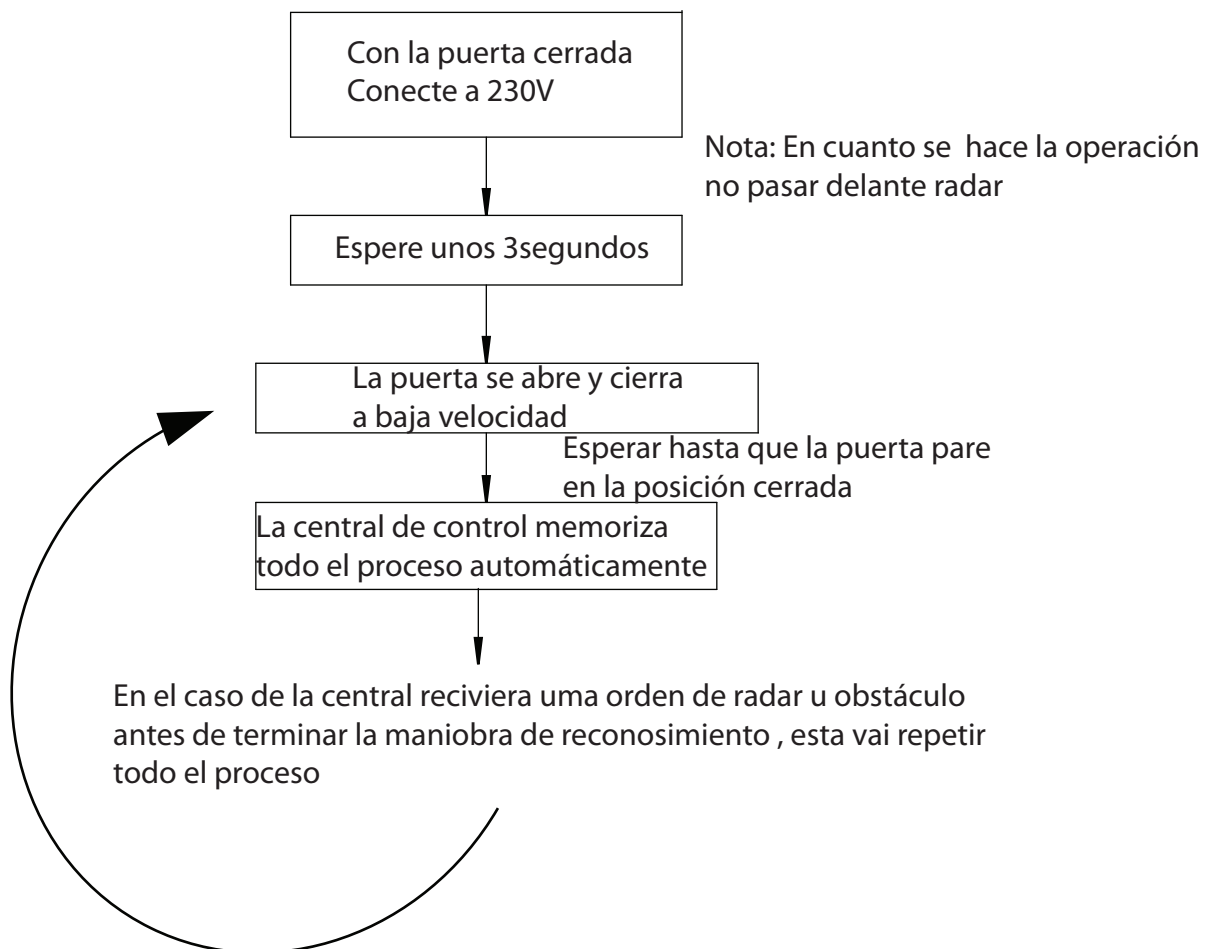 Con la puerta cerrada
Conecte a 230V
Nota: En cuanto se hace la operación
no pasar delante radar
Espere unos 3segundos
La puerta se abre y cierra
a baja velocidad
Esperar hasta que la puerta pare
en la posición cerrada
La central de control memoriza
todo el proceso automáticamente
En el caso de la central reciviera uma orden de radar u obstáculo
antes de terminar la maniobra de reconosimiento , esta vai repetir
todo el proceso